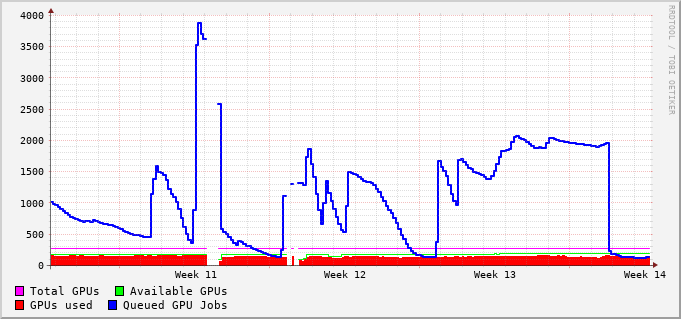 4000
3500
3000
2500
2000
1500
1000
500
0
Week 11 Week 12 Week 13 Week 14
Total GPUs Available GPUs
GPUs used Queued GPU Jobs
RRDTOOL / TOBI OETIKER